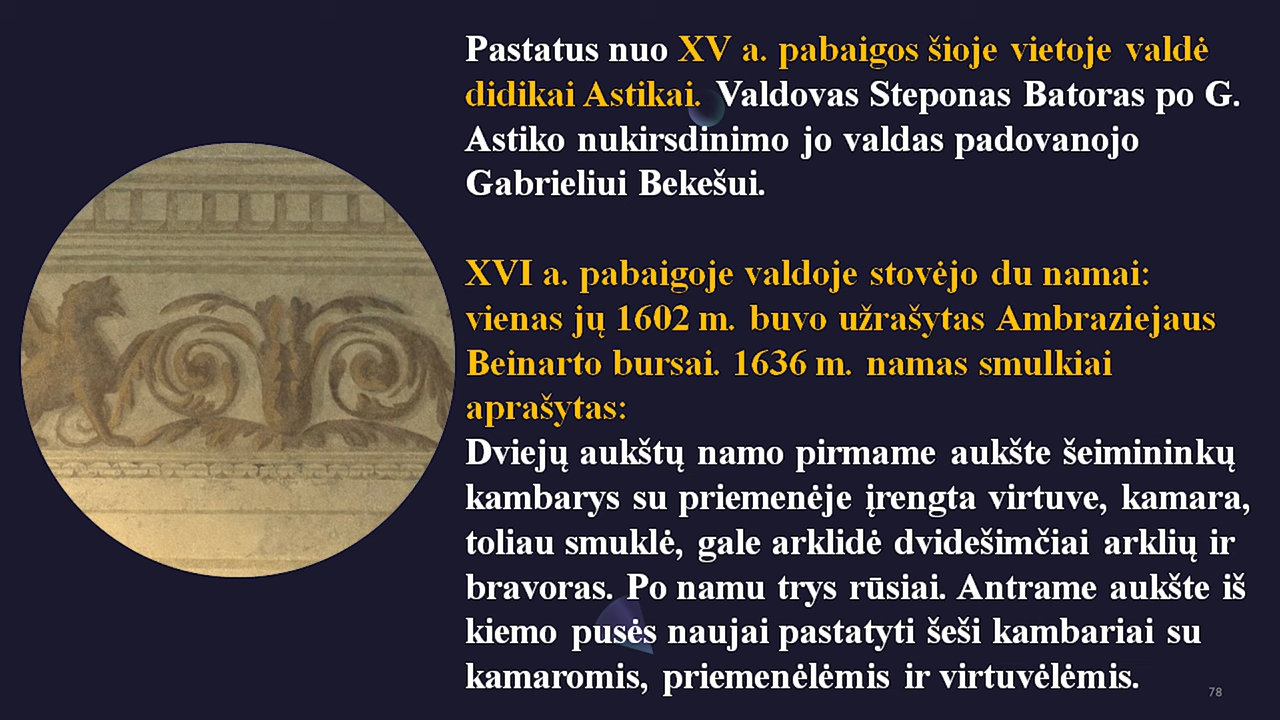 Pastatus nuo XV a. pabaigos šioje vietoje valdė
didikai Astikai. Valdovas Steponas Batoras po G.
Astiko nukirsdinimo jo valdas padovanojo
Gabrieliui Bekešui.
XVI a. pabaigoje valdoje stovėjo du namai:
vienas jų 1602 m. buvo užrašytas Ambraziejaus
Beinarto bursai. 1636 m. namas smulkiai
aprašytas:
Dviejų aukštų namo pirmame aukšte šeimininkų
kambarys su priemenėje įrengta virtuve, kamara,
toliau smuklė, gale arklidė dvidešimčiai arklių ir
bravoras. Po namu trys rūsiai. Antrame aukšte iš
kiemo pusės naujai pastatyti šeši kambariai su
kamaromis, priemenėlėmis ir virtuvėlėmis.
78